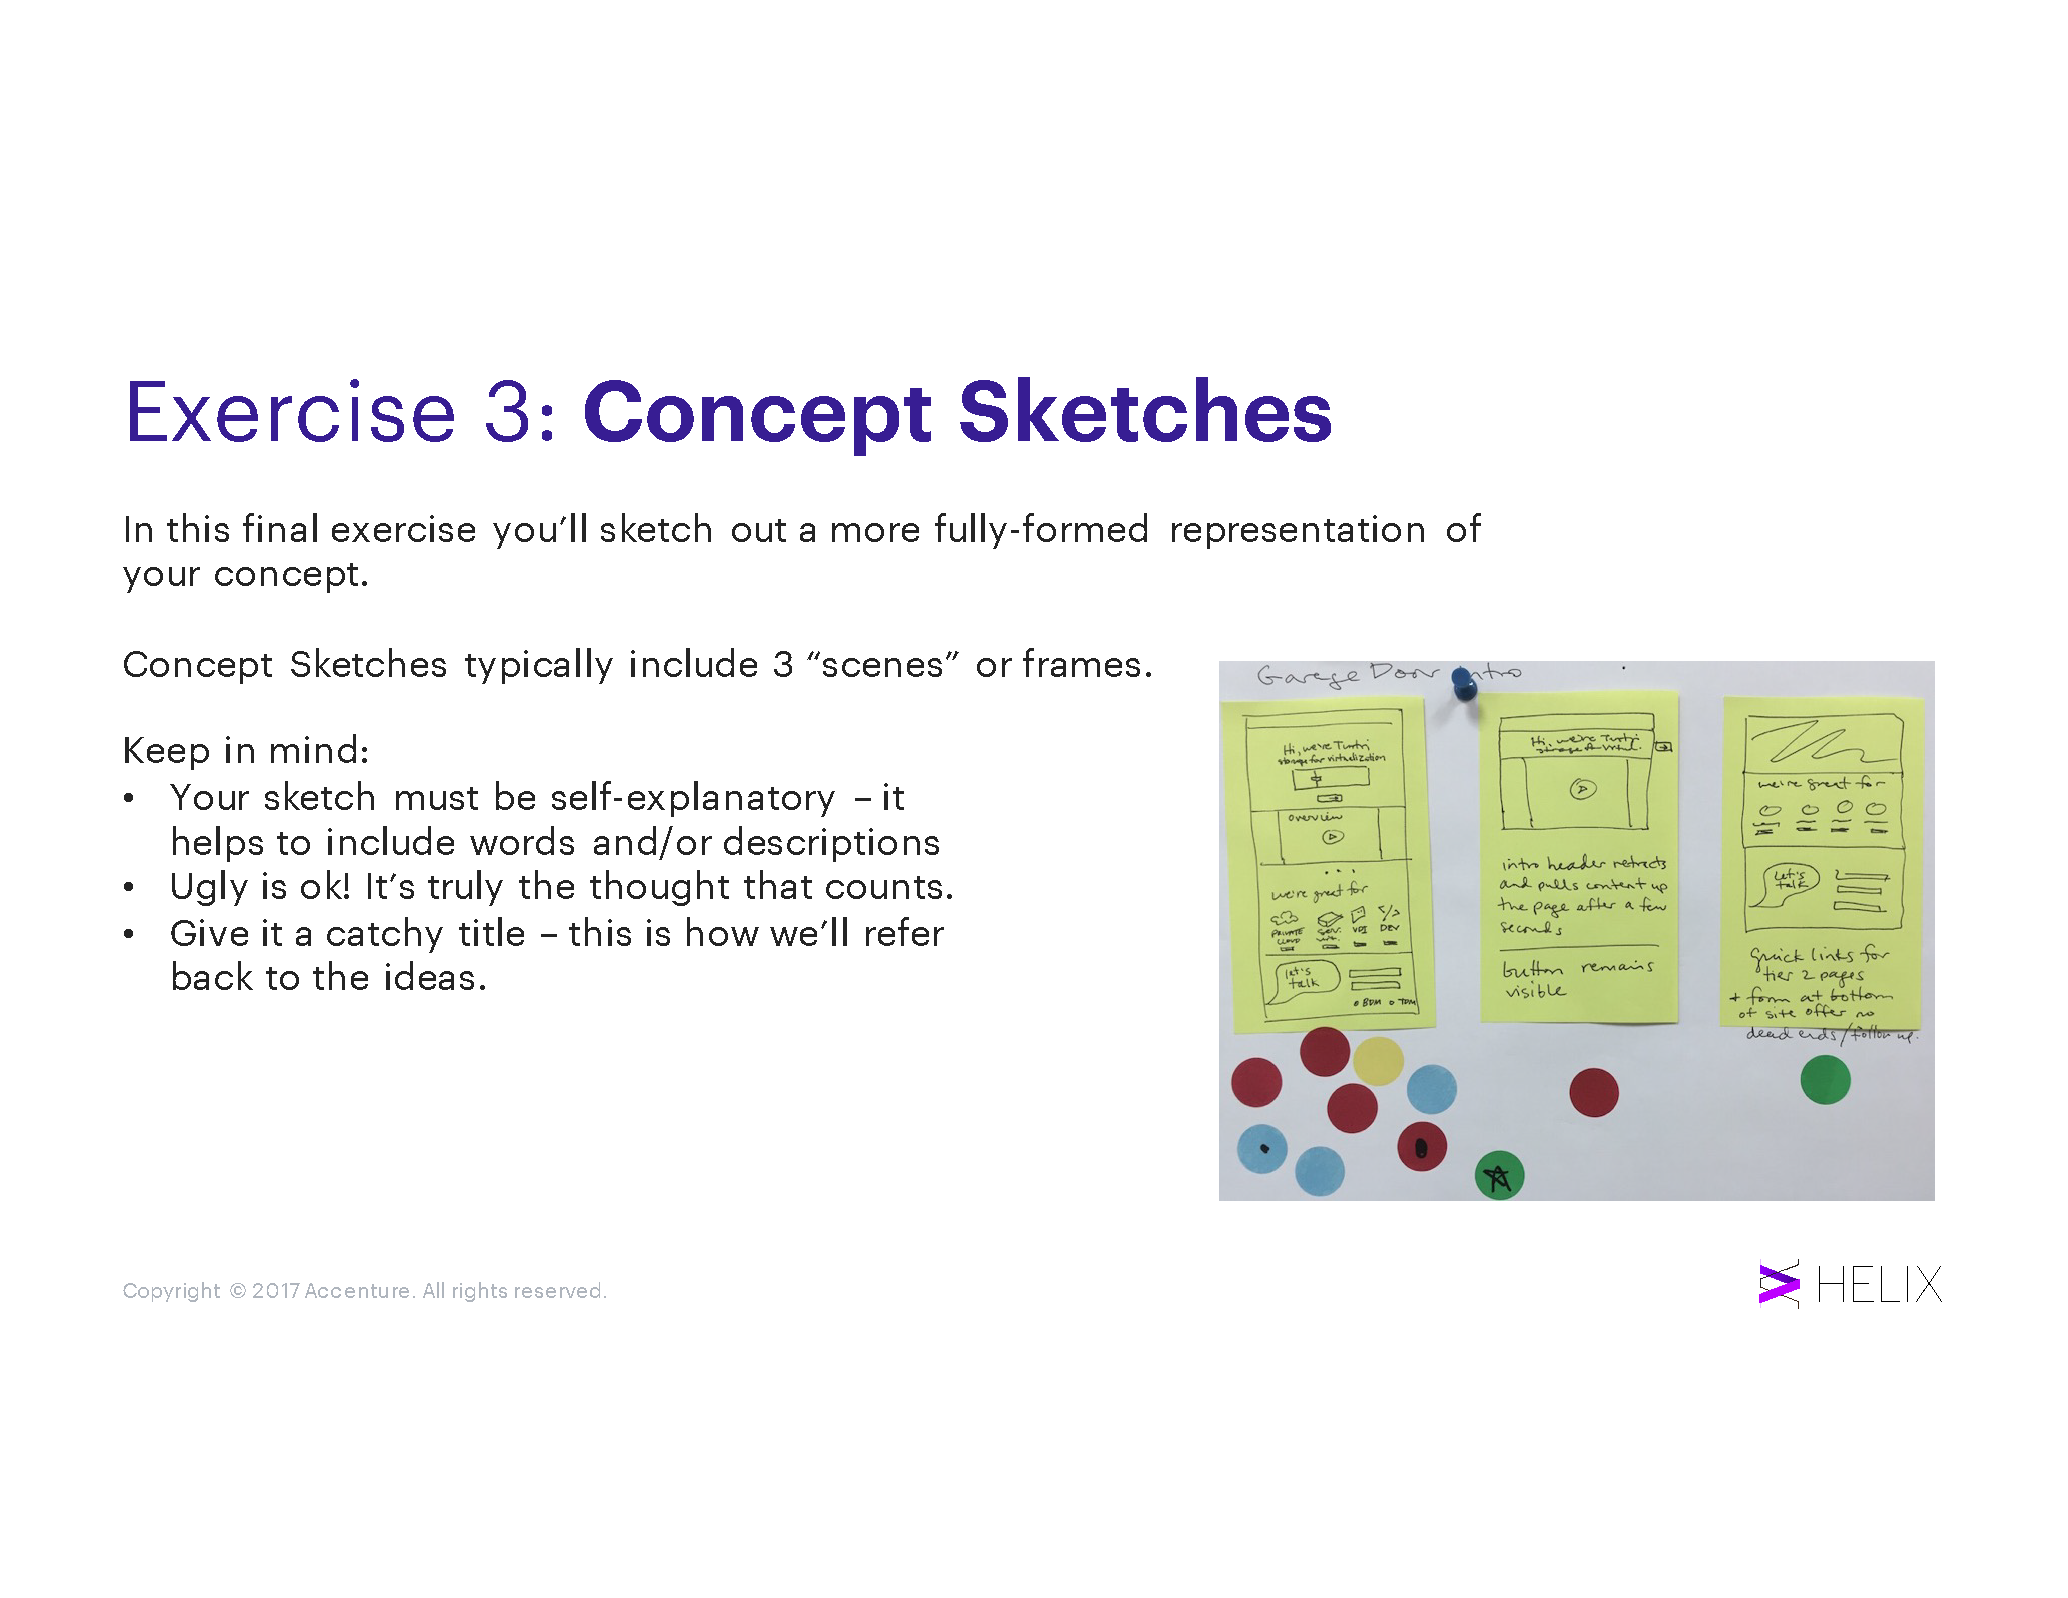 Exercise 3: Concept Sketches
In this final exercise you’ll sketch out a more fully-formed representation of
your concept.
Concept Sketches typically include 3 “scenes” or frames.
Keep in mind:
• Your sketch must be self-explanatory – it
helps to include words and/or descriptions
• Ugly is ok! It’s truly the thought that counts.
• Give it a catchy title – this is how we’ll refer
back to the ideas.
Garage Door Intro
Hi, we're Tintri
storage for virtualization
overview
we're great for
PRIVATE
CLOUD
SERV.
VDI
DEV
let's
talk
BDM
TDM
Hi, we're Tintri
intro header retracts
and pulls content up
the page after a few
seconds
button remains
visible
we're great for
Let's
talk
quick links for
tier 2 pages
+ form at bottom
of site offer no
dead ends/follow up.
Copyright © 2017 Accenture. All rights reserved.
HELIX